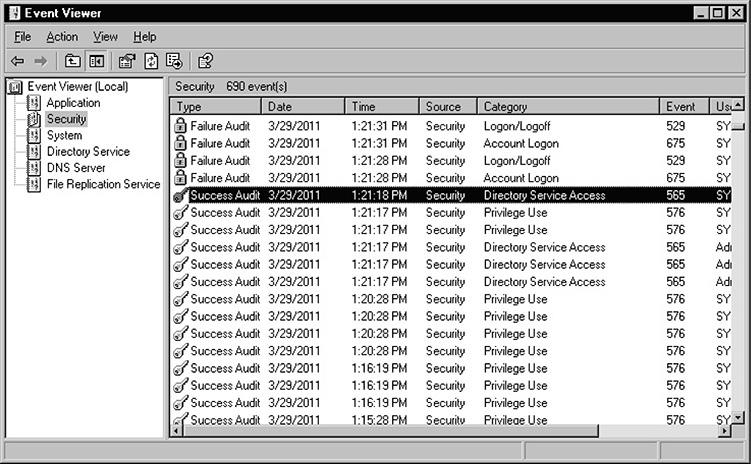 Event Viewer
File Action View Help
Event Viewer (Local)
Application
Security
System
Directory Service
DNS Server
File Replication Service
Security 690 event(s)
Type Date Time Source Category Event Us
Failure Audit 3/29/2011 1:21:31 PM Security Logon/Logoff 529 SY
Failure Audit 3/29/2011 1:21:31 PM Security Account Logon 675 SY
Failure Audit 3/29/2011 1:21:28 PM Security Logon/Logoff 529 SY
Failure Audit 3/29/2011 1:21:28 PM Security Account Logon 675 SY
Success Audit 3/29/2011 1:21:18 PM Security Directory Service Access 565 SY
Success Audit 3/29/2011 1:21:17 PM Security Privilege Use 576 SY
Success Audit 3/29/2011 1:21:17 PM Security Privilege Use 576 SY
Success Audit 3/29/2011 1:21:17 PM Security Directory Service Access 565 Adi
Success Audit 3/29/2011 1:21:17 PM Security Directory Service Access 565 Adi
Success Audit 3/29/2011 1:21:17 PM Security Directory Service Access 565 Adi
Success Audit 3/29/2011 1:20:28 PM Security Privilege Use 576 SY
Success Audit 3/29/2011 1:20:28 PM Security Privilege Use 576 SY
Success Audit 3/29/2011 1:20:28 PM Security Privilege Use 576 SY
Success Audit 3/29/2011 1:20:28 PM Security Privilege Use 576 SY
Success Audit 3/29/2011 1:16:19 PM Security Privilege Use 576 SY
Success Audit 3/29/2011 1:16:19 PM Security Privilege Use 576 SY
Success Audit 3/29/2011 1:16:19 PM Security Privilege Use 576 SY
Success Audit 3/29/2011 1:15:28 PM Security Privilege Use 576 SY